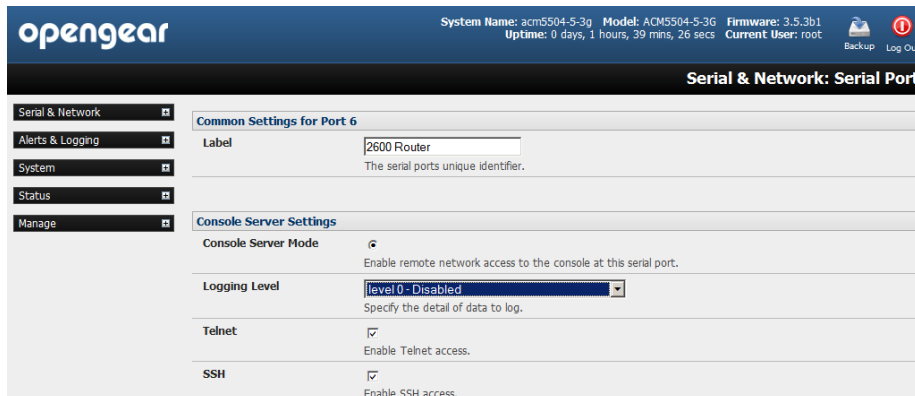 opengear
System Name: acm5504-5-3g Model: ACM5504-5-3G Firmware: 3.5.3b1
Uptime: 0 days, 1 hours, 39 mins, 26 secs Current User: root
Backup
Log Ou
Serial & Network: Serial Port
Serial & Network
Alerts & Logging
System
Status
Manage
Common Settings for Port 6
Label
2600 Router
The serial ports unique identifier.
Console Server Settings
Console Server Mode
Enable remote network access to the console at this serial port.
Logging Level
level 0 - Disabled
Specify the detail of data to log.
Telnet
Enable Telnet access.
SSH
Enable SSH access.